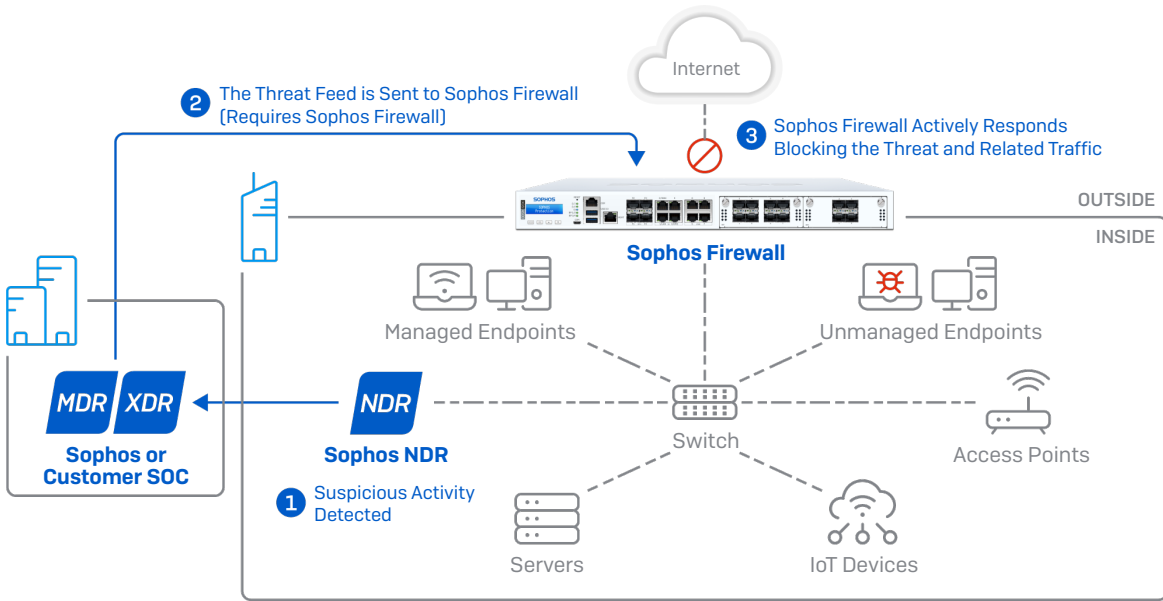 Internet
2
The Threat Feed is Sent to Sophos Firewall
(Requires Sophos Firewall)
3
Sophos Firewall Actively Responds
Blocking the Threat and Related Traffic
SOPHOS
OUTSIDE
INSIDE
Sophos Firewall
Managed Endpoints
Unmanaged Endpoints
MDR
XDR
NDR
Sophos or
Customer SOC
Sophos NDR
Switch
Access Points
1
Suspicious Activity
Detected
Servers
IoT Devices